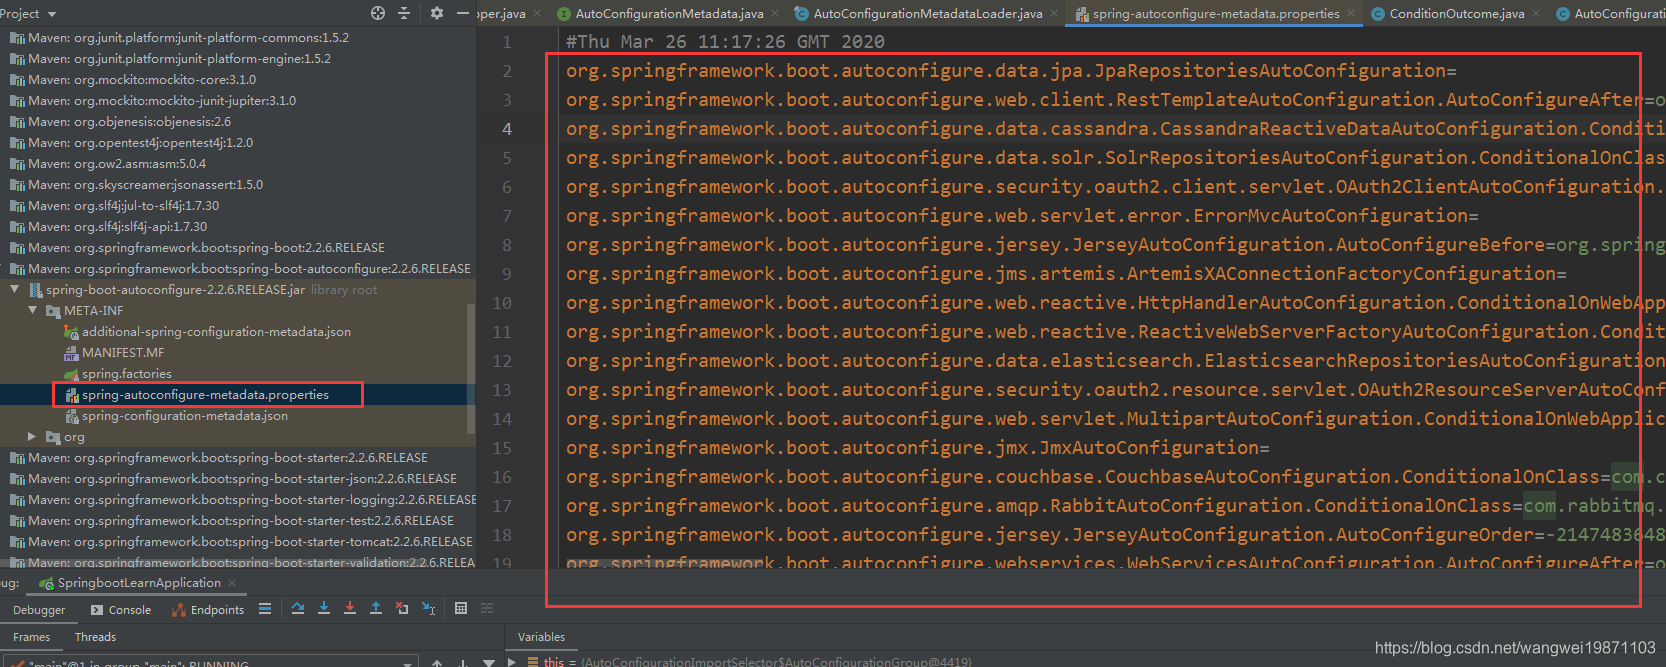 Project
pper.java
AutoConfigurationMetadata.java
AutoConfigurationMetadataLoader.java
spring-autoconfigure-metadata.properties
ConditionOutcome.java
AutoConfigurati
Maven: org.junit.platform:junit-platform-commons:1.5.2
Maven: org.junit.platform:junit-platform-engine:1.5.2
Maven: org.mockito:mockito-core:3.1.0
Maven: org.mockito:mockito-junit-jupiter:3.1.0
Maven: org.objenesis:objenesis:2.6
Maven: org.opentest4j:opentest4j:1.2.0
Maven: org.ow2.asm:asm:5.0.4
Maven: org.skyscreamer:jsonassert:1.5.0
Maven: org.slf4j:jul-to-slf4j:1.7.30
Maven: org.slf4j:slf4j-api:1.7.30
Maven: org.springframework.boot:spring-boot:2.2.6.RELEASE
Maven: org.springframework.boot:spring-boot-autoconfigure:2.2.6.RELEASE
spring-boot-autoconfigure-2.2.6.RELEASE.jar library root
META-INF
additional-spring-configuration-metadata.json
MANIFEST.MF
spring.factories
spring-autoconfigure-metadata.properties
spring-configuration-metadata.json
org
Maven: org.springframework.boot:spring-boot-starter:2.2.6.RELEASE
Maven: org.springframework.boot:spring-boot-starter-json:2.2.6.RELEASE
Maven: org.springframework.boot:spring-boot-starter-logging:2.2.6.RELEASE
Maven: org.springframework.boot:spring-boot-starter-test:2.2.6.RELEASE
Maven: org.springframework.boot:spring-boot-starter-tomcat:2.2.6.RELEASE
Maven: org.springframework.boot:spring-boot-starter-validation:2.2.6.RELEA
1 #Thu Mar 26 11:17:26 GMT 2020
2 org.springframework.boot.autoconfigure.data.jpa.JpaRepositoriesAutoConfiguration=
3 org.springframework.boot.autoconfigure.web.client.RestTemplateAutoConfiguration.AutoConfigureAfter=o
4 org.springframework.boot.autoconfigure.data.cassandra.CassandraReactiveDataAutoConfiguration.Conditi
5 org.springframework.boot.autoconfigure.data.solr.SolrRepositoriesAutoConfiguration.ConditionalOnClas
6 org.springframework.boot.autoconfigure.security.oauth2.client.servlet.OAuth2ClientAutoConfiguration.
7 org.springframework.boot.autoconfigure.web.servlet.error.ErrorMvcAutoConfiguration=
8 org.springframework.boot.autoconfigure.jersey.JerseyAutoConfiguration.AutoConfigureBefore=org.spring
9 org.springframework.boot.autoconfigure.jms.artemis.ArtemisXAConnectionFactoryConfiguration=
10 org.springframework.boot.autoconfigure.web.reactive.HttpHandlerAutoConfiguration.ConditionalOnWebApp
11 org.springframework.boot.autoconfigure.web.reactive.ReactiveWebServerFactoryAutoConfiguration.Condit
12 org.springframework.boot.autoconfigure.data.elasticsearch.ElasticsearchRepositoriesAutoConfiguration
13 org.springframework.boot.autoconfigure.security.oauth2.resource.servlet.OAuth2ResourceServerAutoConf
14 org.springframework.boot.autoconfigure.web.servlet.MultipartAutoConfiguration.ConditionalOnWebApplic
15 org.springframework.boot.autoconfigure.jmx.JmxAutoConfiguration=
16 org.springframework.boot.autoconfigure.couchbase.CouchbaseAutoConfiguration.ConditionalOnClass=com.c
17 org.springframework.boot.autoconfigure.amqp.RabbitAutoConfiguration.ConditionalOnClass=com.rabbitmq.
18 org.springframework.boot.autoconfigure.jersey.JerseyAutoConfiguration.AutoConfigureOrder=-2147483648
19 org.springframework.boot.autoconfigure.webservices.WebServicesAutoConfiguration.AutoConfigureAfter=o
ug: SpringbootLearnApplication
Debugger Console Endpoints
Frames Threads Variables
"main"@1 in group "main": RUNNING
this = {AutoConfigurationImportSelector$AutoConfigurationGroup@4419}
https://blog.csdn.net/wangwei19871103